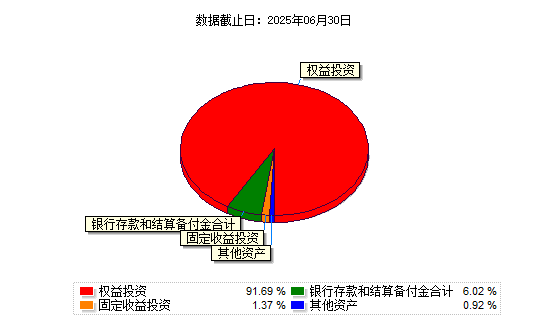 数据截止日：2025年06月30日
权益投资
银行存款和结算备付金合计
固定收益投资
其他资产
权益投资 91.69 % 银行存款和结算备付金合计 6.02 %
固定收益投资 1.37 % 其他资产 0.92 %